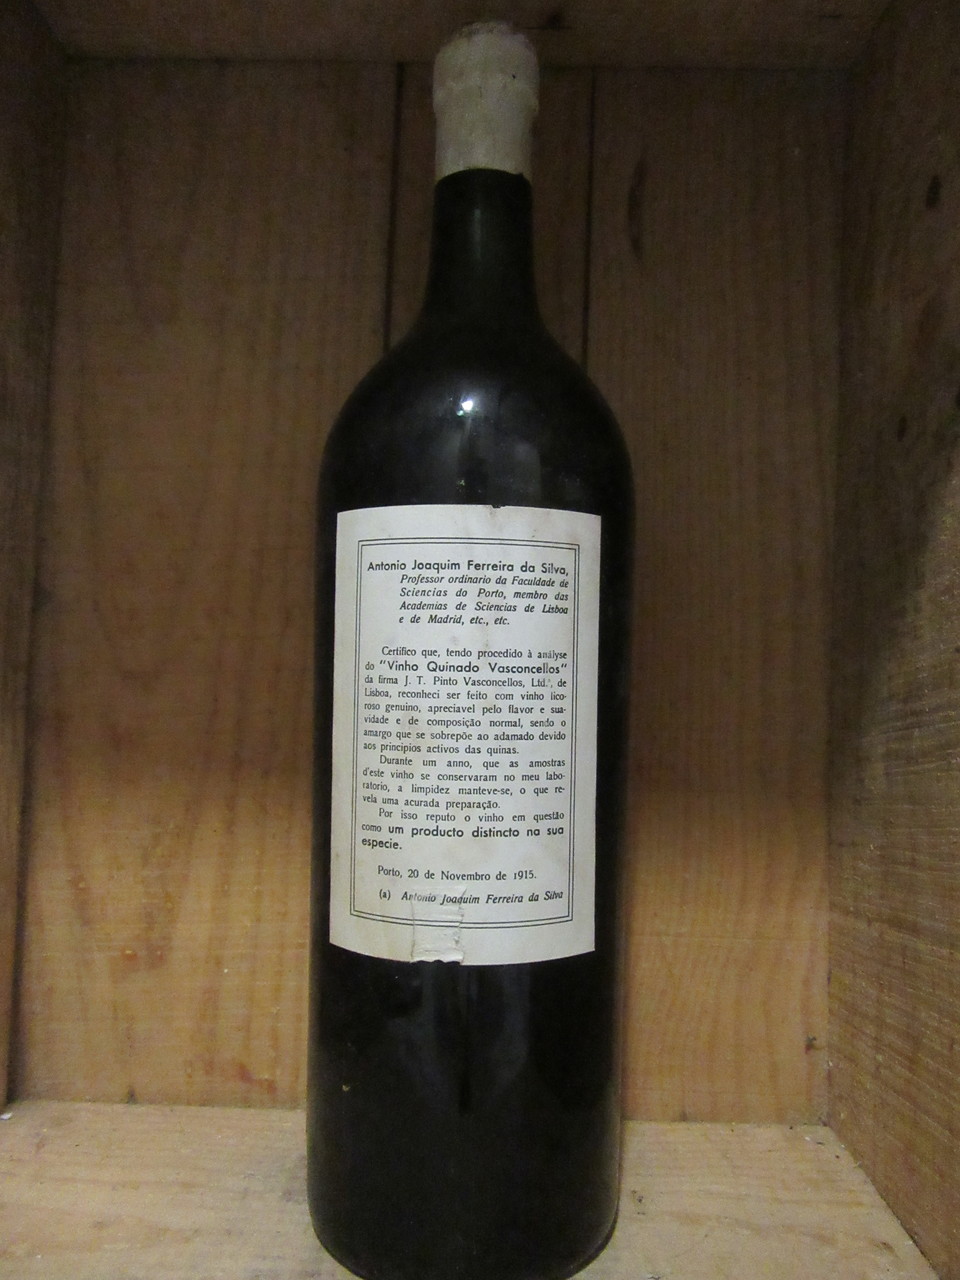 Antonio Joaquim Ferreira da Silva,
Professor ordinario da Faculdade de
Sciencias do Porto, membro das
Academias de Sciencias de Lisboa
e de Madrid, etc., etc.
Certifico que, tendo procedido à anályse
do "Vinho Quinado Vasconcellos"
da firma J. T. Pinto Vasconcellos, Ltd.ª, de
Lisboa, reconheci ser feito com vinho lico-
roso genuino, apreciavel pelo flavor e sua-
vidade e de composição normal, sendo o
amargo que se sobrepõe ao adamado devido
aos principios activos das quinas.
Durante um anno, que as amostras
d'este vinho se conservaram no meu labo-
ratorio, a limpidez manteve-se, o que re-
vela uma acurada preparação.
Por isso reputo o vinho em questão
como um producto distincto na sua
especie.
Porto, 20 de Novembro de 1915.
(a) Antonio Joaquim Ferreira da Silva